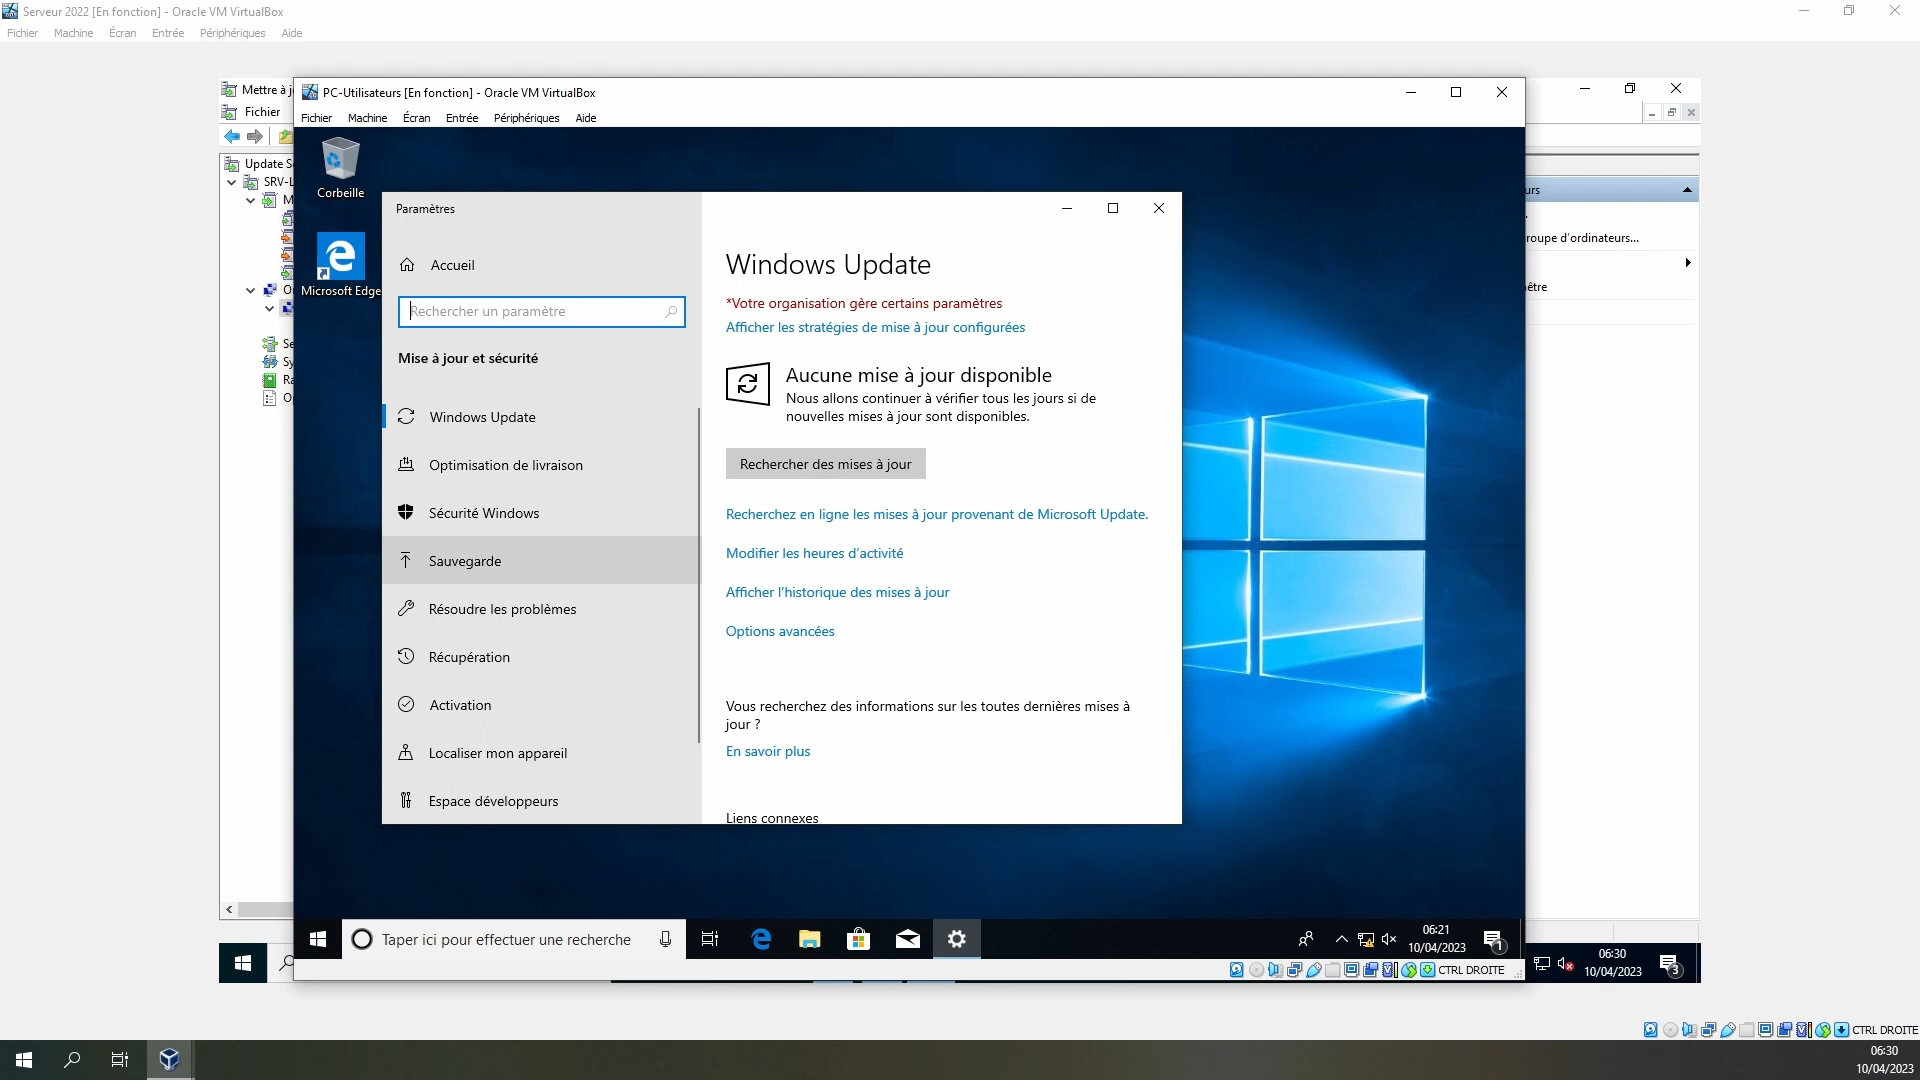 Serveur 2022 [En fonction] - Oracle VM VirtualBox
Fichier Machine Écran Entrée Périphériques Aide
Mettre à j
Fichier
Update S
SRV-L
M
O
Se
Sy
Ra
O
PC-Utilisateurs [En fonction] - Oracle VM VirtualBox
Fichier Machine Écran Entrée Périphériques Aide
Corbeille
Microsoft Edge
Paramètres
Accueil
Rechercher un paramètre
Mise à jour et sécurité
Windows Update
Optimisation de livraison
Sécurité Windows
Sauvegarde
Résoudre les problèmes
Récupération
Activation
Localiser mon appareil
Espace développeurs
Windows Update
*Votre organisation gère certains paramètres
Afficher les stratégies de mise à jour configurées
Aucune mise à jour disponible
Nous allons continuer à vérifier tous les jours si de
nouvelles mises à jour sont disponibles.
Rechercher des mises à jour
Recherchez en ligne les mises à jour provenant de Microsoft Update.
Modifier les heures d’activité
Afficher l’historique des mises à jour
Options avancées
Vous recherchez des informations sur les toutes dernières mises à
jour ?
En savoir plus
Liens connexes
urs
roupe d’ordinateurs...
être
Taper ici pour effectuer une recherche
06:21
10/04/2023
1
CTRL DROITE
06:30
10/04/2023
3
CTRL DROITE
06:30
10/04/2023